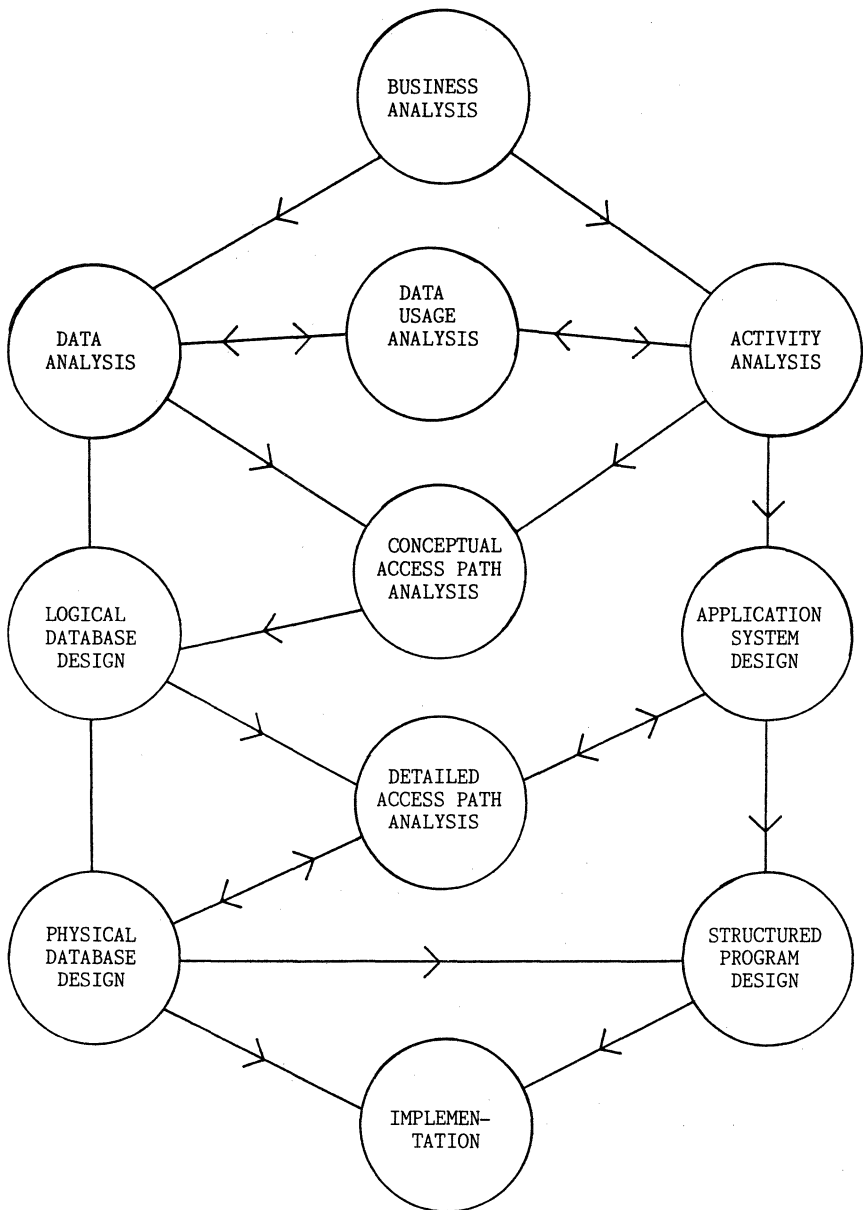 BUSINESS
ANALYSIS
DATA
ANALYSIS
DATA
USAGE
ANALYSIS
ACTIVITY
ANALYSIS
CONCEPTUAL
ACCESS PATH
ANALYSIS
LOGICAL
DATABASE
DESIGN
APPLICATION
SYSTEM
DESIGN
DETAILED
ACCESS PATH
ANALYSIS
PHYSICAL
DATABASE
DESIGN
STRUCTURED
PROGRAM
DESIGN
IMPLEMEN-
TATION